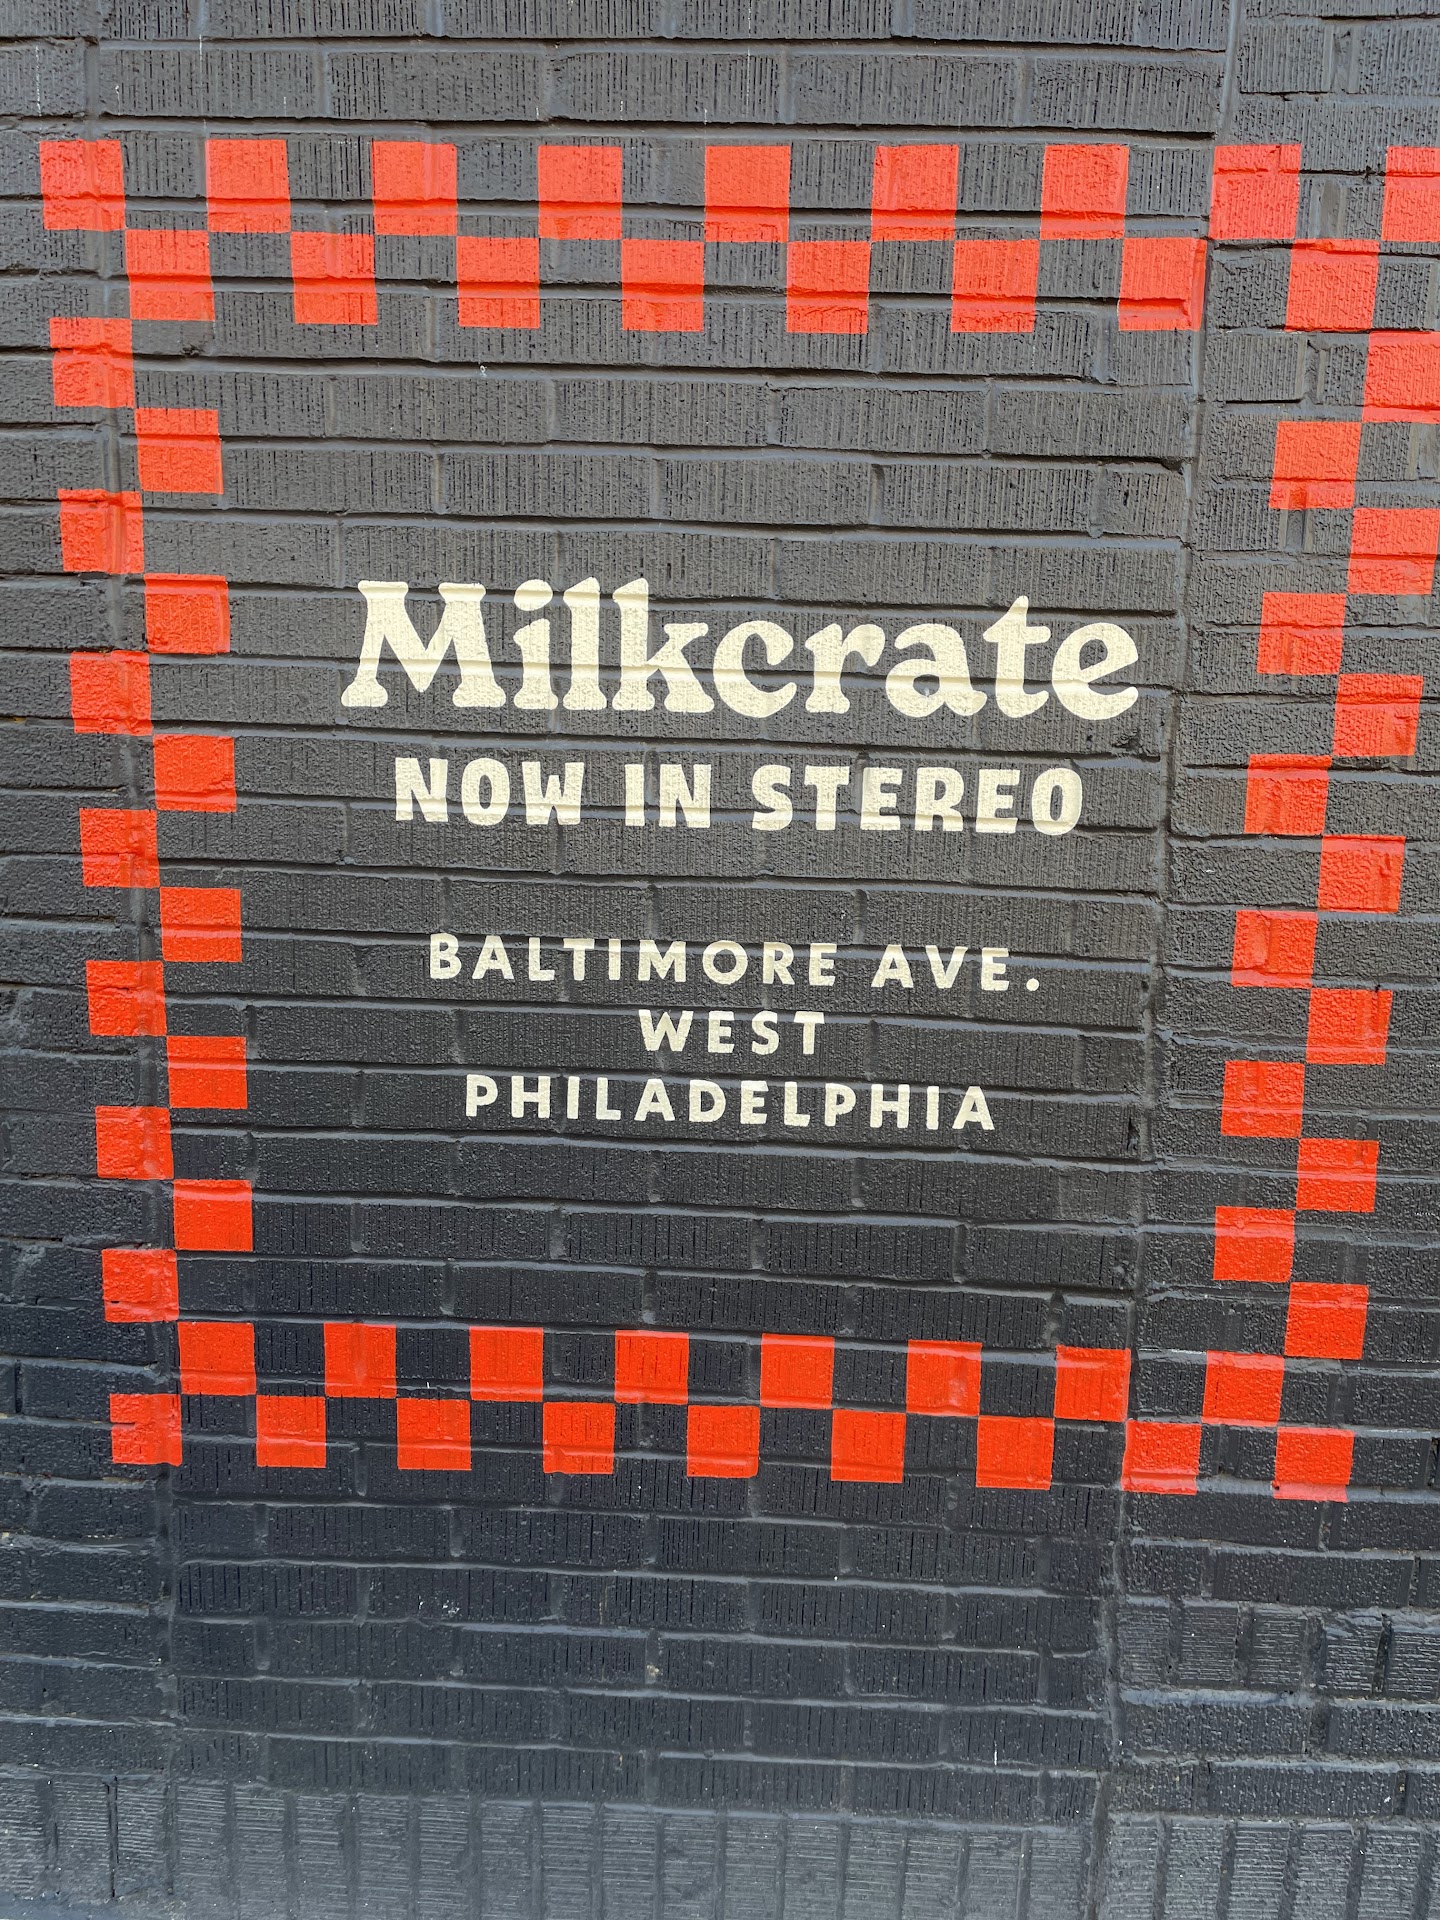 Milkcrate
NOW IN STEREO
BALTIMORE AVE.
WEST
PHILADELPHIA